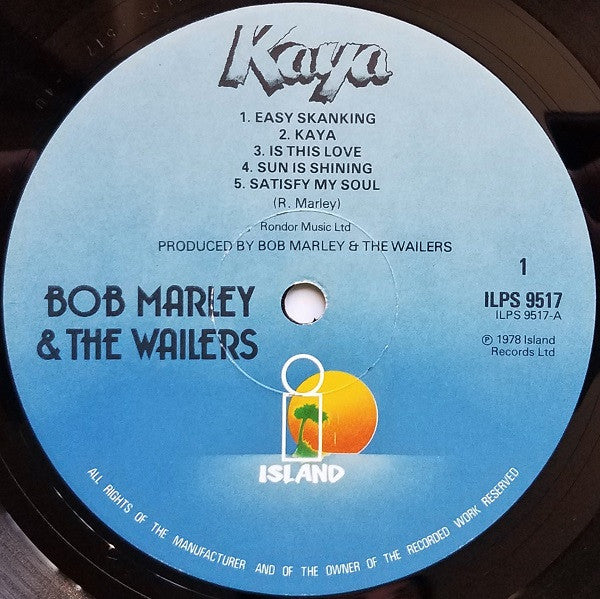 Kaya
1. EASY SKANKING
2. KAYA
3. IS THIS LOVE
4. SUN IS SHINING
5. SATISFY MY SOUL
(R. Marley)
Rondor Music Ltd
PRODUCED BY BOB MARLEY & THE WAILERS
1
BOB MARLEY
& THE WAILERS
ILPS 9517
ILPS 9517-A
℗ 1978 Island
Records Ltd
ISLAND
ALL RIGHTS OF THE MANUFACTURER AND OF THE OWNER OF THE RECORDED WORK RESERVED